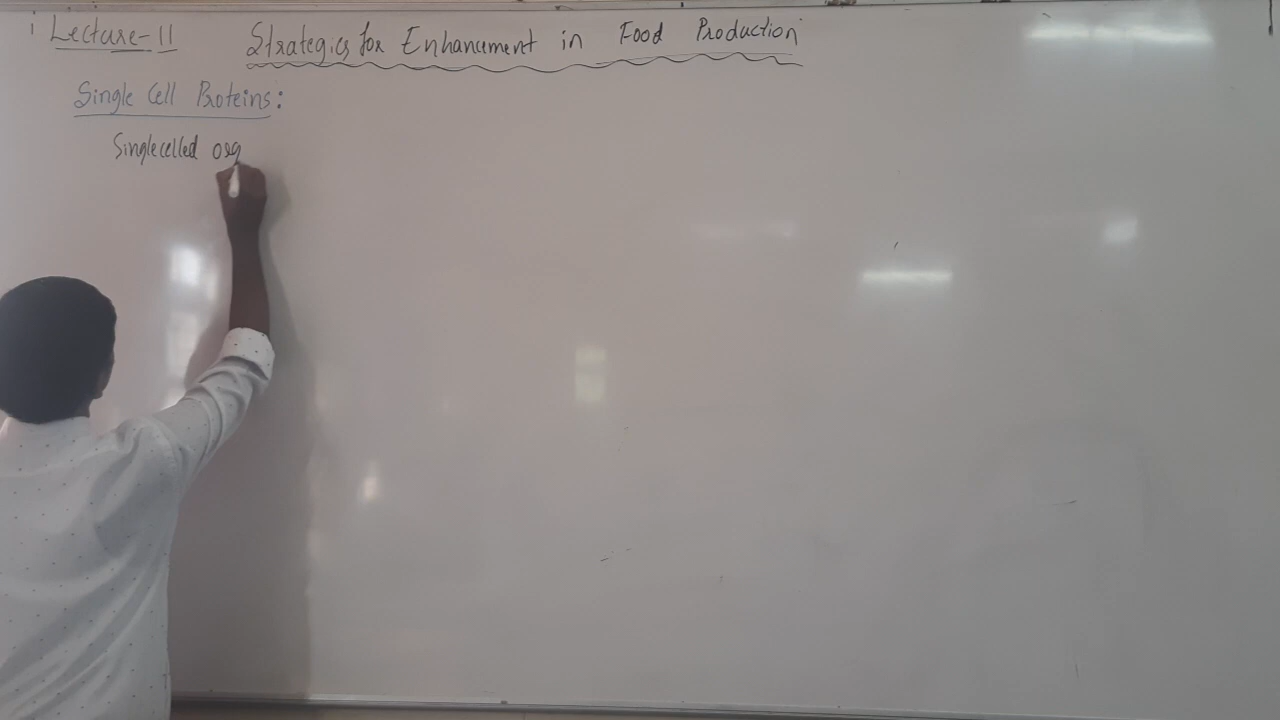 Lecture-11
Strategies for Enhancement in Food Production
Single Cell Proteins:
Singlecelled org